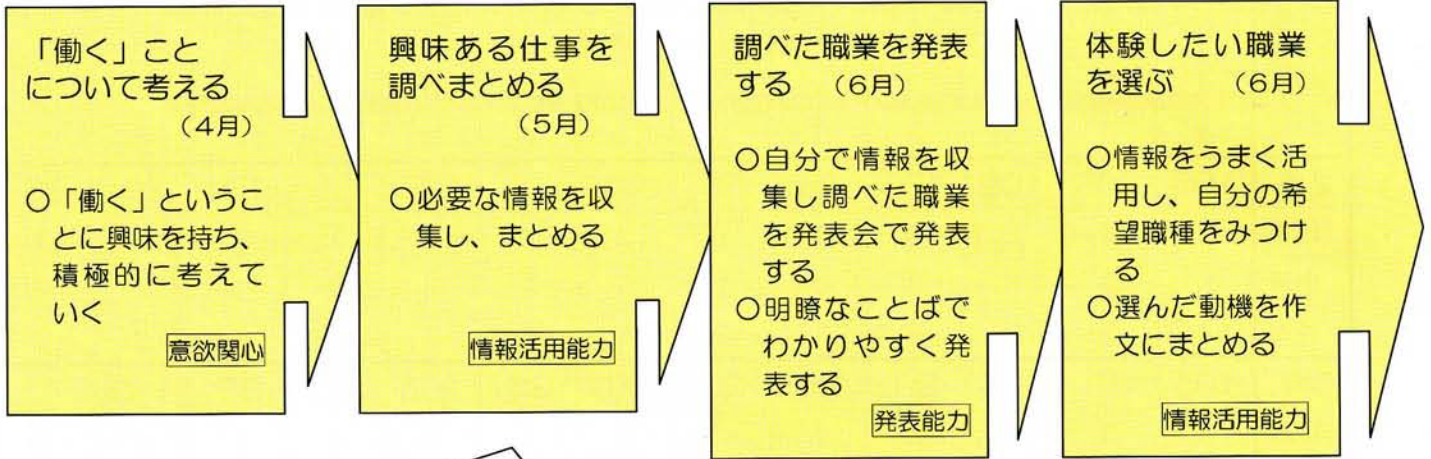 「働く」こと
について考える
（4月）
○「働く」というこ
とに興味を持ち、
積極的に考えて
いく
意欲関心
興味ある仕事を
調べまとめる
（5月）
○必要な情報を収
集し、まとめる
情報活用能力
調べた職業を発表
する （6月）
○自分で情報を収
集し調べた職業
を発表会で発表
する
○明瞭なことばで
わかりやすく発
表する
発表能力
体験したい職業
を選ぶ （6月）
○情報をうまく活
用し、自分の希
望職種をみつけ
る
○選んだ動機を作
文にまとめる
情報活用能力